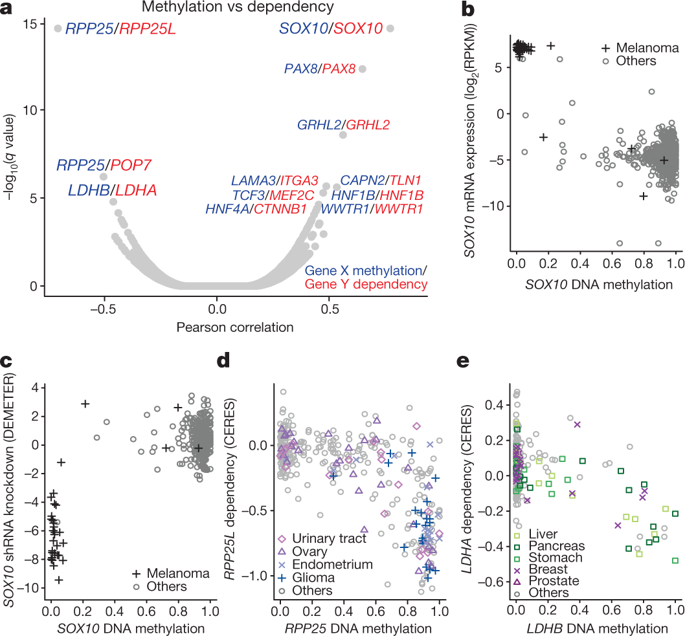 a
Methylation vs dependency
RPP25/RPP25L
SOX10/SOX10
PAX8/PAX8
GRHL2/GRHL2
RPP25/POP7
LDHB/LDHA
LAMA3/ITGA3
CAPN2/TLN1
TCF3/MEF2C
HNF1B/HNF1B
HNF4A/CTNNB1
WWTR1/WWTR1
Gene X methylation/
Gene Y dependency
–log10(q value)
15
10
5
0
–0.5
0.0
0.5
Pearson correlation
b
SOX10 mRNA expression (log2(RPKM))
5
0
–5
–10
Melanoma
Others
0.0
0.2
0.4
0.6
0.8
1.0
SOX10 DNA methylation
c
SOX10 shRNA knockdown (DEMETER)
4
2
0
–2
–4
–6
–8
–10
Melanoma
Others
0.0
0.2
0.4
0.6
0.8
1.0
SOX10 DNA methylation
d
RPP25L dependency (CERES)
0.0
–0.5
–1.0
Urinary tract
Ovary
Endometrium
Glioma
Others
0.0
0.2
0.4
0.6
0.8
1.0
RPP25 DNA methylation
e
LDHA dependency (CERES)
0.4
0.2
0.0
–0.2
–0.4
–0.6
Liver
Pancreas
Stomach
Breast
Prostate
Others
0.0
0.2
0.4
0.6
0.8
1.0
LDHB DNA methylation